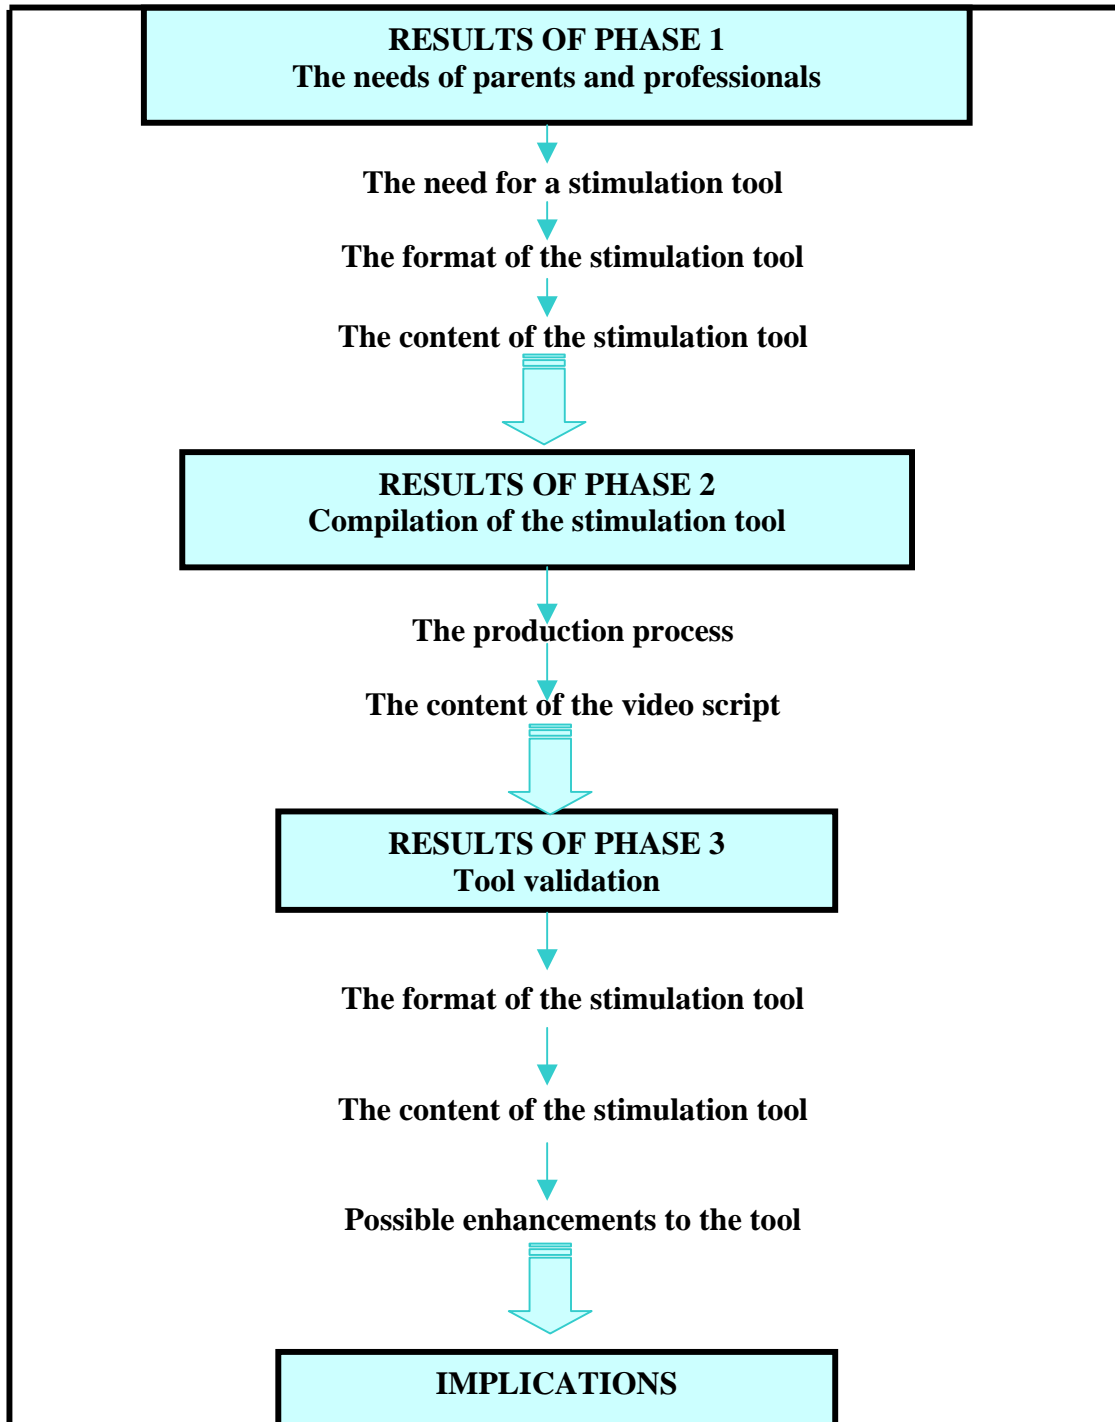 RESULTS OF PHASE 1
The needs of parents and professionals
The need for a stimulation tool
The format of the stimulation tool
The content of the stimulation tool
RESULTS OF PHASE 2
Compilation of the stimulation tool
The production process
The content of the video script
RESULTS OF PHASE 3
Tool validation
The format of the stimulation tool
The content of the stimulation tool
Possible enhancements to the tool
IMPLICATIONS